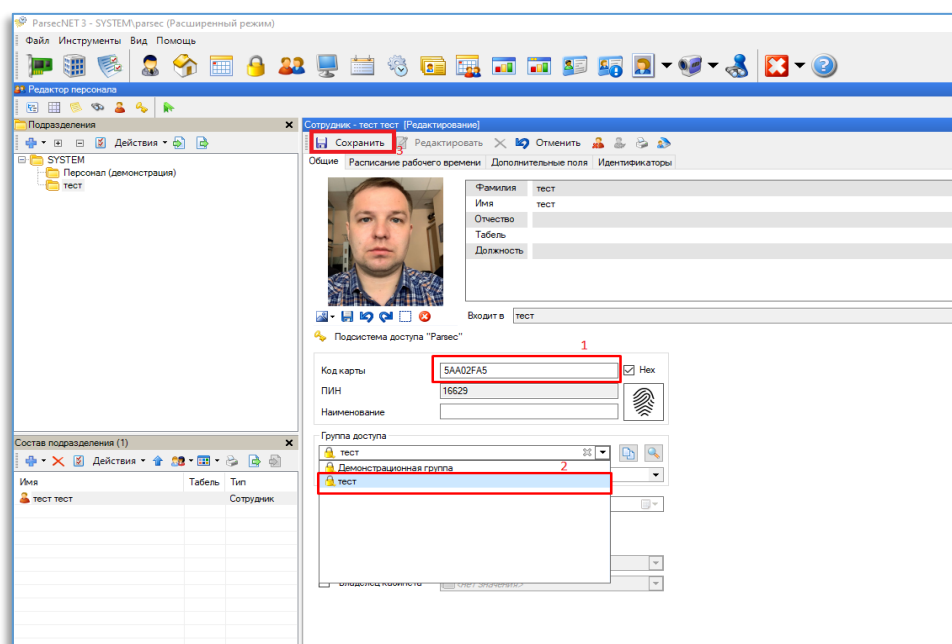 ParsecNET 3 - SYSTEM\parsec (Расширенный режим)
Файл Инструменты Вид Помощь
Редактор персонала
Подразделения
Действия
SYSTEM
Персонал (демонстрация)
тест
Сотрудник - тест тест [Редактирование]
Сохранить 3 Редактировать Отменить
Общие Расписание рабочего времени Дополнительные поля Идентификаторы
Фамилия тест
Имя тест
Отчество
Табель
Должность
Входит в тест
Подсистема доступа "Parsec"
1
Код карты 5AA02FA5 Hex
ПИН 16629
Наименование
Группа доступа
тест
Демонстрационная группа 2
тест
Владелец кабинета <Нет значения>
Состав подразделения (1)
Действия
Имя Табель Тип
тест тест Сотрудник